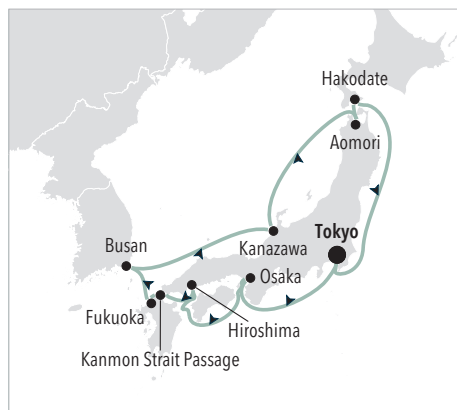 Hakodate
Aomori
Tokyo
Busan
Kanazawa
Osaka
Fukuoka
Hiroshima
Kanmon Strait Passage